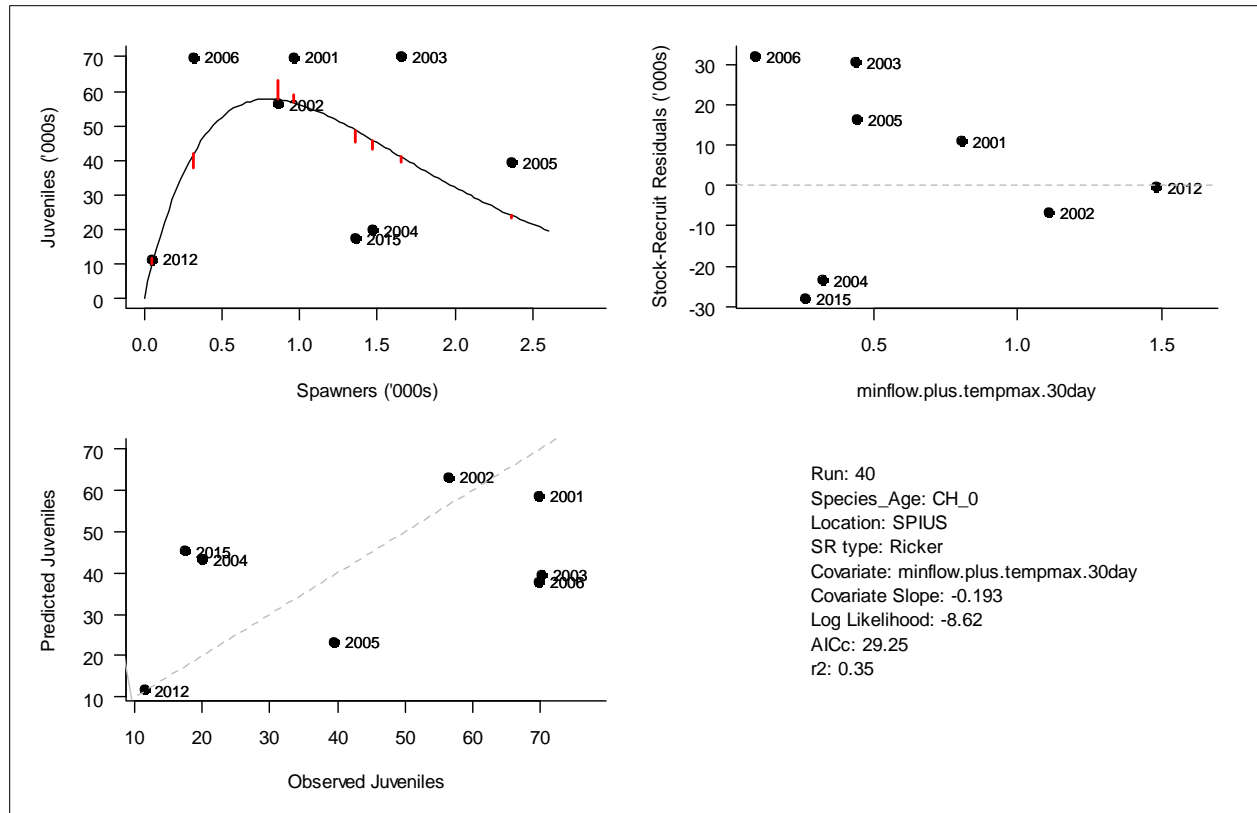 Juveniles ('000s)
70
60
50
40
30
20
10
0
2006
2001
2003
2002
2005
2004
2015
2012
0.0 0.5 1.0 1.5 2.0 2.5
Spawners ('000s)
Stock-Recruit Residuals ('000s)
30
20
10
0
-10
-20
-30
2006
2003
2005
2001
2012
2002
2004
2015
0.5 1.0 1.5
minflow.plus.tempmax.30day
Predicted Juveniles
70
60
50
40
30
20
10
2002
2001
2015
2004
2003
2006
2005
2012
10 20 30 40 50 60 70
Observed Juveniles
Run: 40
Species_Age: CH_0
Location: SPIUS
SR type: Ricker
Covariate: minflow.plus.tempmax.30day
Covariate Slope: -0.193
Log Likelihood: -8.62
AICc: 29.25
r2: 0.35